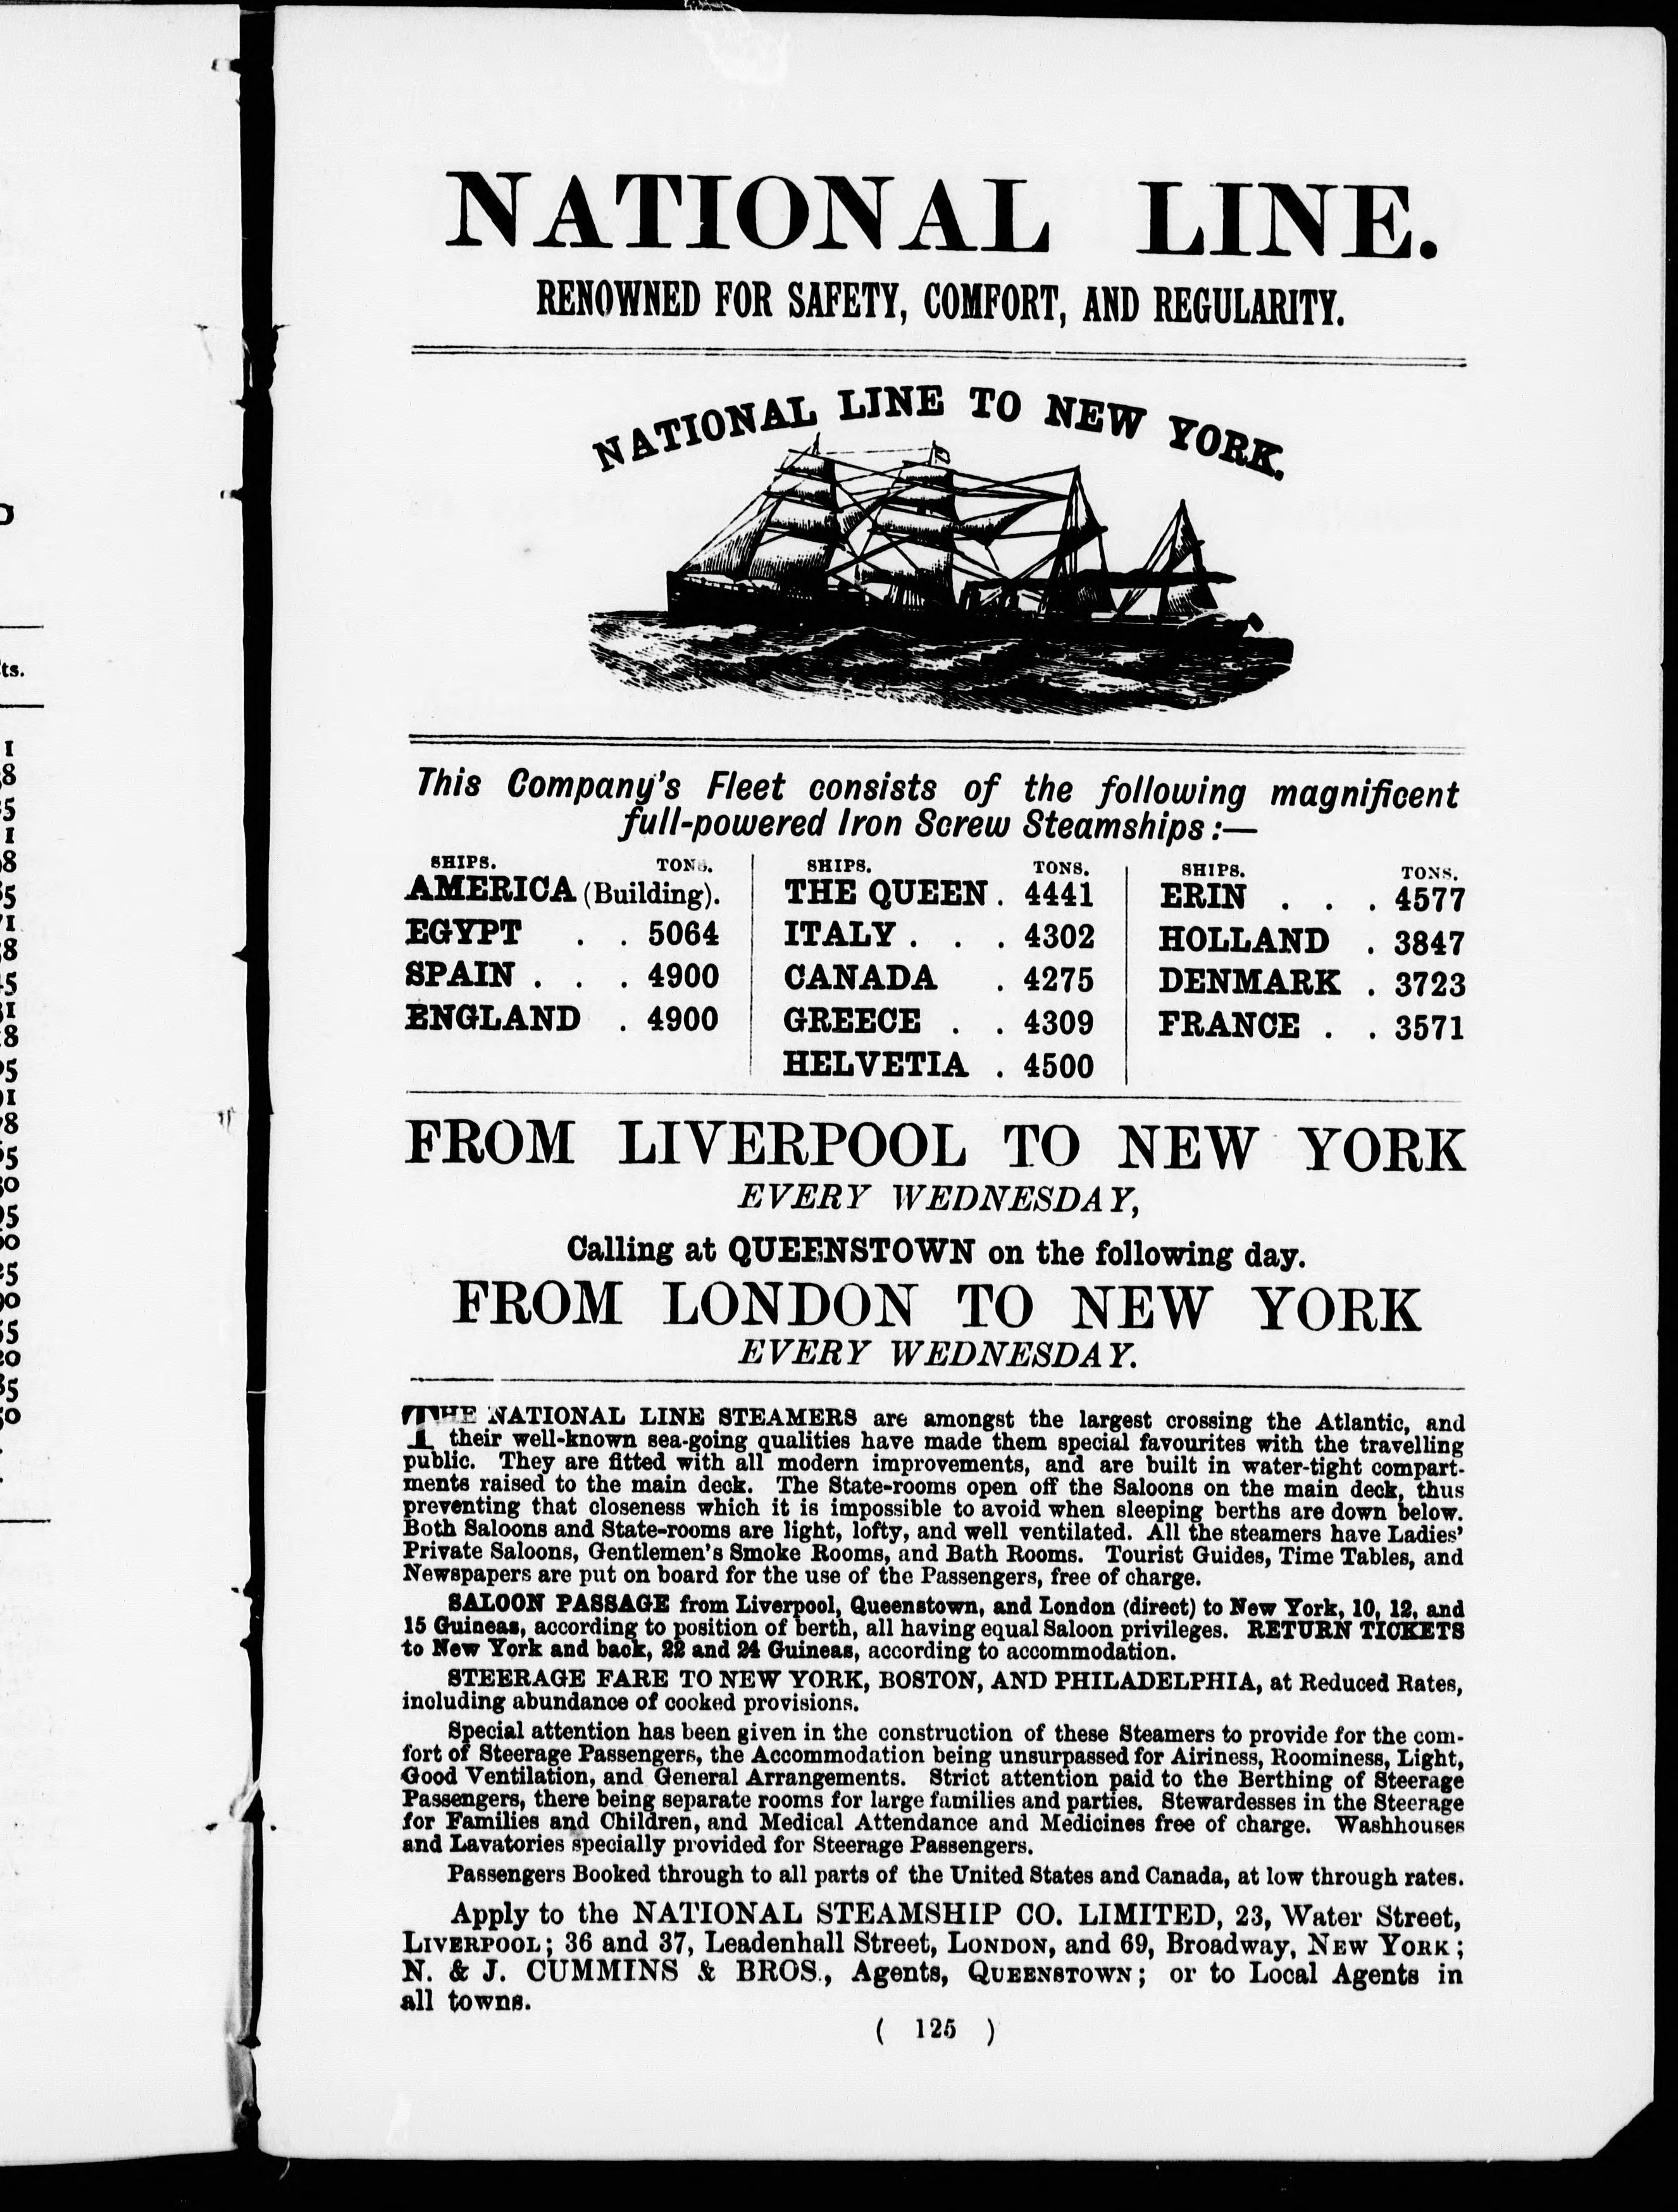 NATIONAL LINE.
RENOWNED FOR SAFETY, COMFORT, AND REGULARITY.
NATIONAL LINE TO NEW YORK.
This Company's Fleet consists of the following magnificent
full-powered Iron Screw Steamships:—
SHIPS. TONS.
AMERICA (Building).
EGYPT . . 5064
SPAIN . . . 4900
ENGLAND . 4900
SHIPS. TONS.
THE QUEEN . 4441
ITALY . . . 4302
CANADA . 4275
GREECE . . 4309
HELVETIA . 4500
SHIPS. TONS.
ERIN . . . 4577
HOLLAND . 3847
DENMARK . 3723
FRANCE . . 3571
FROM LIVERPOOL TO NEW YORK
EVERY WEDNESDAY,
Calling at QUEENSTOWN on the following day.
FROM LONDON TO NEW YORK
EVERY WEDNESDAY.
THE NATIONAL LINE STEAMERS are amongst the largest crossing the Atlantic, and
their well-known sea-going qualities have made them special favourites with the travelling
public. They are fitted with all modern improvements, and are built in water-tight compart-
ments raised to the main deck. The State-rooms open off the Saloons on the main deck, thus
preventing that closeness which it is impossible to avoid when sleeping berths are down below.
Both Saloons and State-rooms are light, lofty, and well ventilated. All the steamers have Ladies'
Private Saloons, Gentlemen's Smoke Rooms, and Bath Rooms. Tourist Guides, Time Tables, and
Newspapers are put on board for the use of the Passengers, free of charge.
SALOON PASSAGE from Liverpool, Queenstown, and London (direct) to New York, 10, 12, and
15 Guineas, according to position of berth, all having equal Saloon privileges. RETURN TICKETS
to New York and back, 22 and 24 Guineas, according to accommodation.
STEERAGE FARE TO NEW YORK, BOSTON, AND PHILADELPHIA, at Reduced Rates,
including abundance of cooked provisions.
Special attention has been given in the construction of these Steamers to provide for the com-
fort of Steerage Passengers, the Accommodation being unsurpassed for Airiness, Roominess, Light,
Good Ventilation, and General Arrangements. Strict attention paid to the Berthing of Steerage
Passengers, there being separate rooms for large families and parties. Stewardesses in the Steerage
for Families and Children, and Medical Attendance and Medicines free of charge. Washhouses
and Lavatories specially provided for Steerage Passengers.
Passengers Booked through to all parts of the United States and Canada, at low through rates.
Apply to the NATIONAL STEAMSHIP CO. LIMITED, 23, Water Street,
LIVERPOOL; 36 and 37, Leadenhall Street, LONDON, and 69, Broadway, NEW YORK;
N. & J. CUMMINS & BROS., Agents, QUEENSTOWN; or to Local Agents in
all towns.
( 125 )